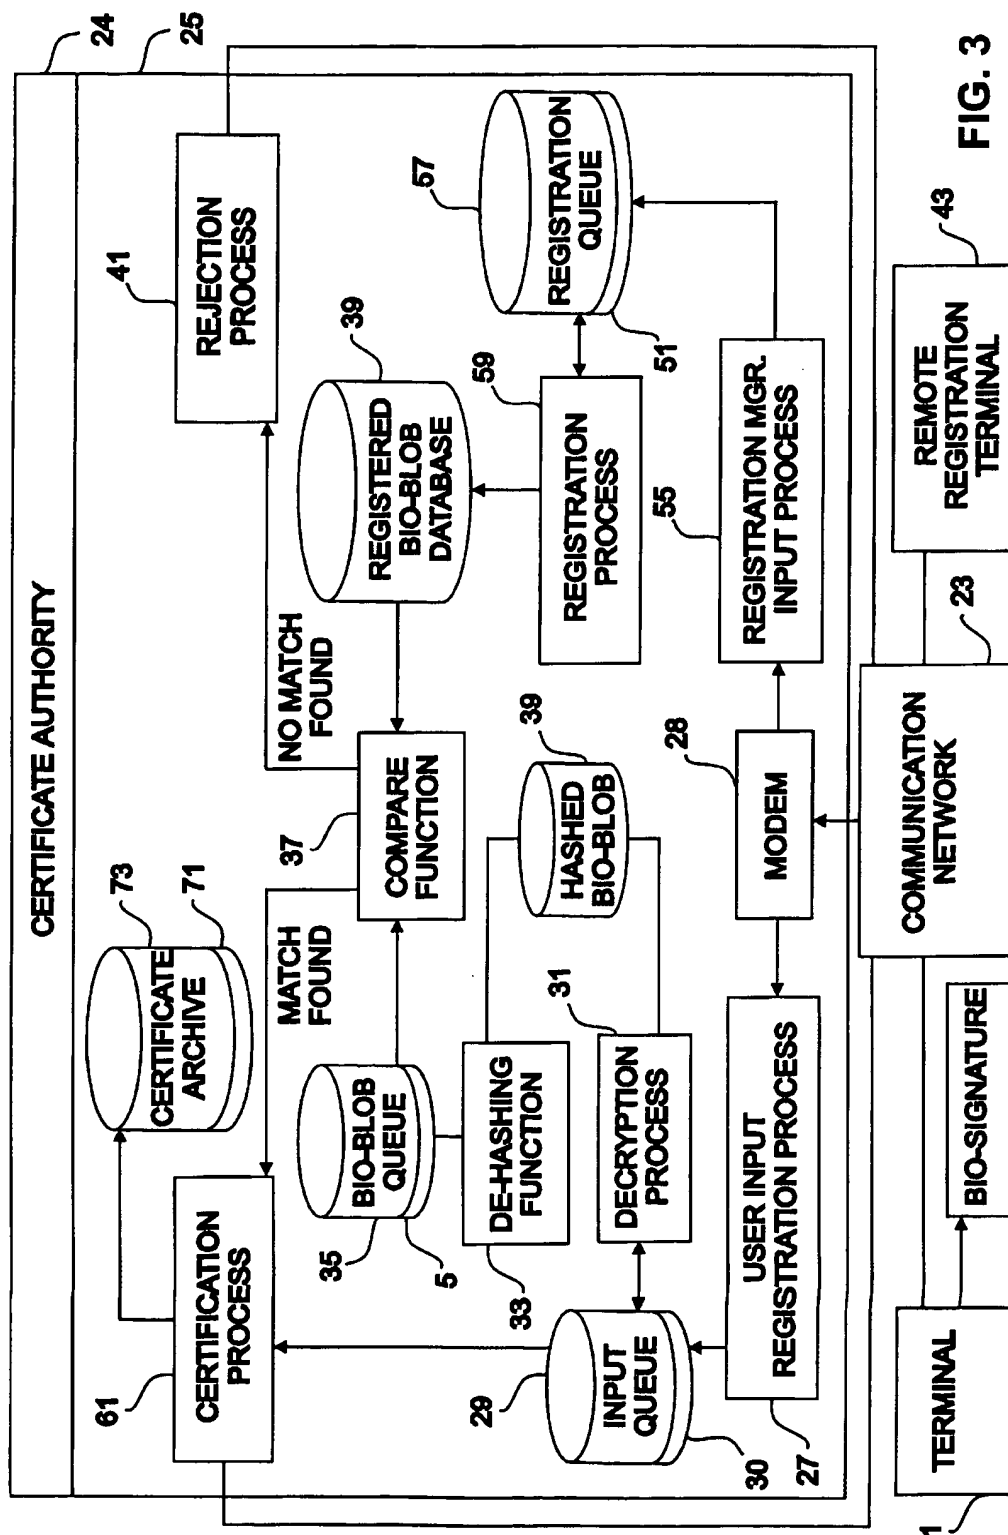 CERTIFICATE AUTHORITY
24
25
61
CERTIFICATION
PROCESS
73
CERTIFICATE
ARCHIVE
71
41
REJECTION
PROCESS
MATCH
FOUND
NO MATCH
FOUND
35
BIO-BLOB
QUEUE
5
37
COMPARE
FUNCTION
REGISTERED
BIO-BLOB
DATABASE
39
57
REGISTRATION
QUEUE
51
29
INPUT
QUEUE
30
33
DE-HASHING
FUNCTION
31
DECRYPTION
PROCESS
39
HASHED
BIO-BLOB
59
REGISTRATION
PROCESS
USER INPUT
REGISTRATION PROCESS
27
28
MODEM
55
REGISTRATION MGR.
INPUT PROCESS
TERMINAL
1
BIO-SIGNATURE
COMMUNICATION
NETWORK
23
REMOTE
REGISTRATION
TERMINAL
43
FIG. 3